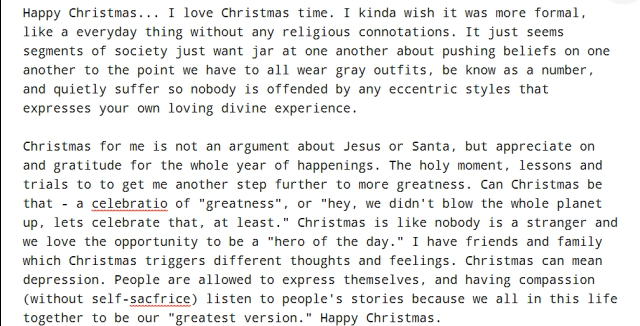 Happy Christmas... I love Christmas time. I kinda wish it was more formal,
like a everyday thing without any religious connotations. It just seems
segments of society just want jar at one another about pushing beliefs on one
another to the point we have to all wear gray outfits, be know as a number,
and quietly suffer so nobody is offended by any eccentric styles that
expresses your own loving divine experience.
Christmas for me is not an argument about Jesus or Santa, but appreciate on
and gratitude for the whole year of happenings. The holy moment, lessons and
trials to to get me another step further to more greatness. Can Christmas be
that - a celebratio of "greatness", or "hey, we didn't blow the whole planet
up, lets celebrate that, at least." Christmas is like nobody is a stranger and
we love the opportunity to be a "hero of the day." I have friends and family
which Christmas triggers different thoughts and feelings. Christmas can mean
depression. People are allowed to express themselves, and having compassion
(without self-sacfrice) listen to people's stories because we all in this life
together to be our "greatest version." Happy Christmas.